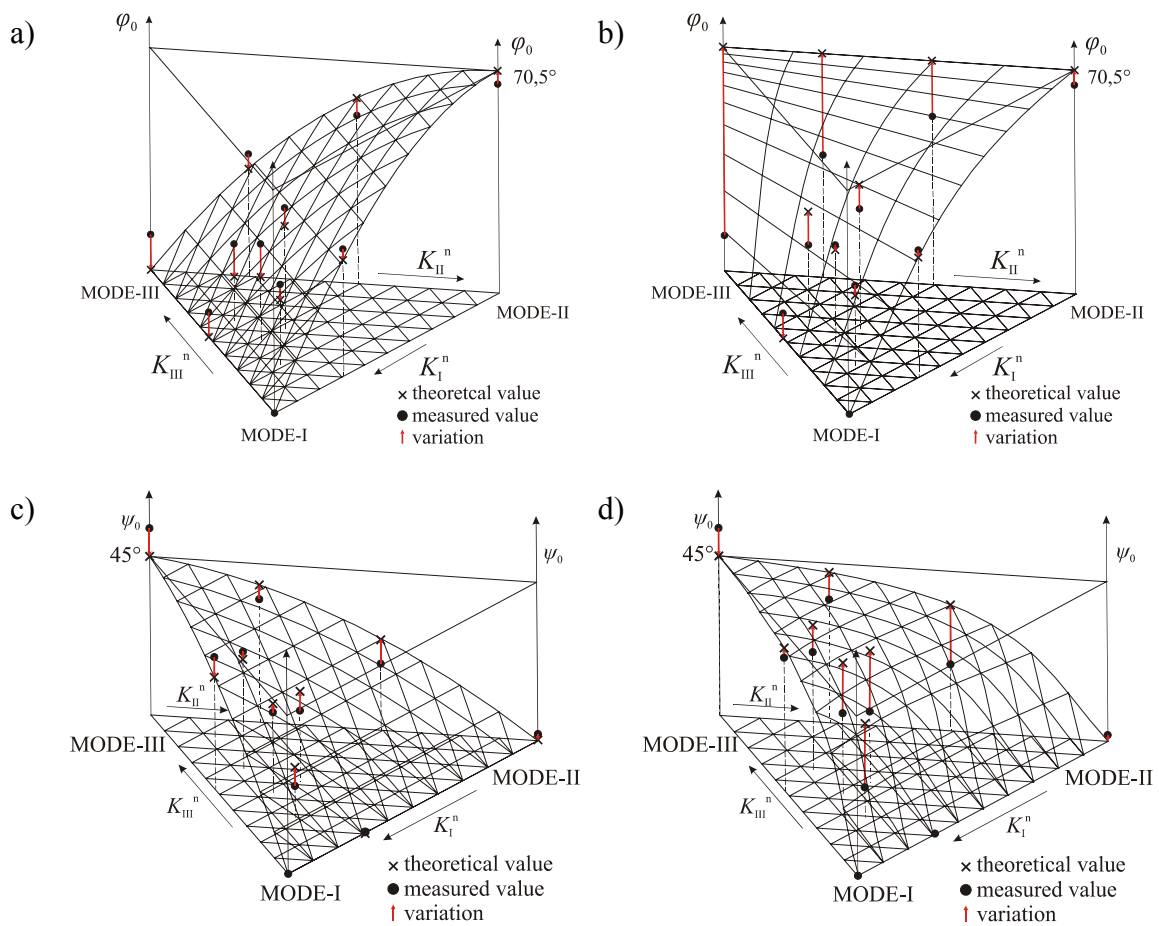 a)
φ₀
φ₀
70,5°
MODE-III
K_II^n
MODE-II
K_III^n
K_I^n
theoretcal value
measured value
MODE-I
variation
b)
φ₀
φ₀
70,5°
MODE-III
K_II^n
MODE-II
K_III^n
K_I^n
theoretical value
measured value
MODE-I
variation
c)
ψ₀
45°
ψ₀
K_II^n
MODE-III
MODE-II
K_III^n
K_I^n
theoretical value
MODE-I
measured value
variation
d)
ψ₀
45°
ψ₀
K_II^n
MODE-III
MODE-II
K_III^n
K_I^n
theoretical value
MODE-I
measured value
variation